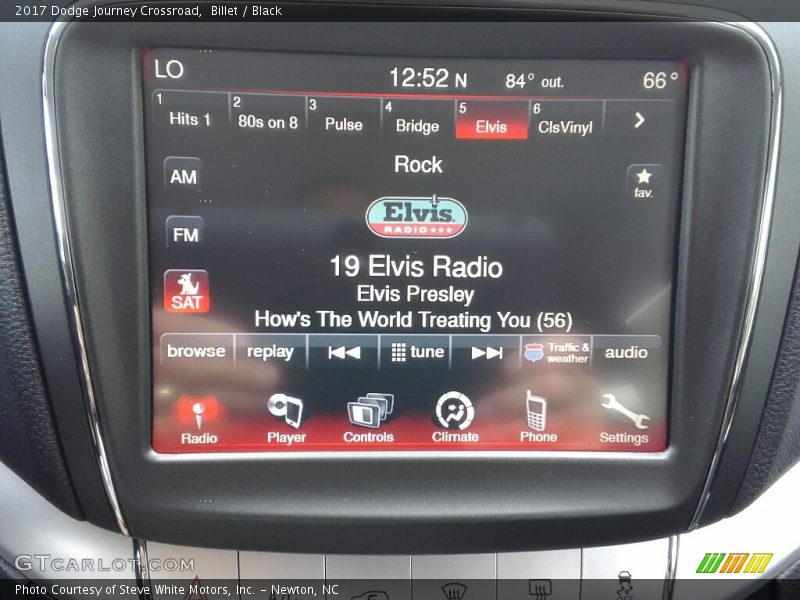 2017 Dodge Journey Crossroad,  Billet / Black
LO 12:52 N 84° out. 66°
1 Hits 1 2 80s on 8 3 Pulse 4 Bridge 5 Elvis 6 ClsVinyl
Rock
AM
fav.
Elvis
RADIO
FM
19 Elvis Radio
Elvis Presley
SAT
How's The World Treating You (56)
browse replay tune Traffic & weather audio
Radio Player Controls Climate Phone Settings
GTCarLot.com
Photo Courtesy of Steve White Motors, Inc. – Newton, NC